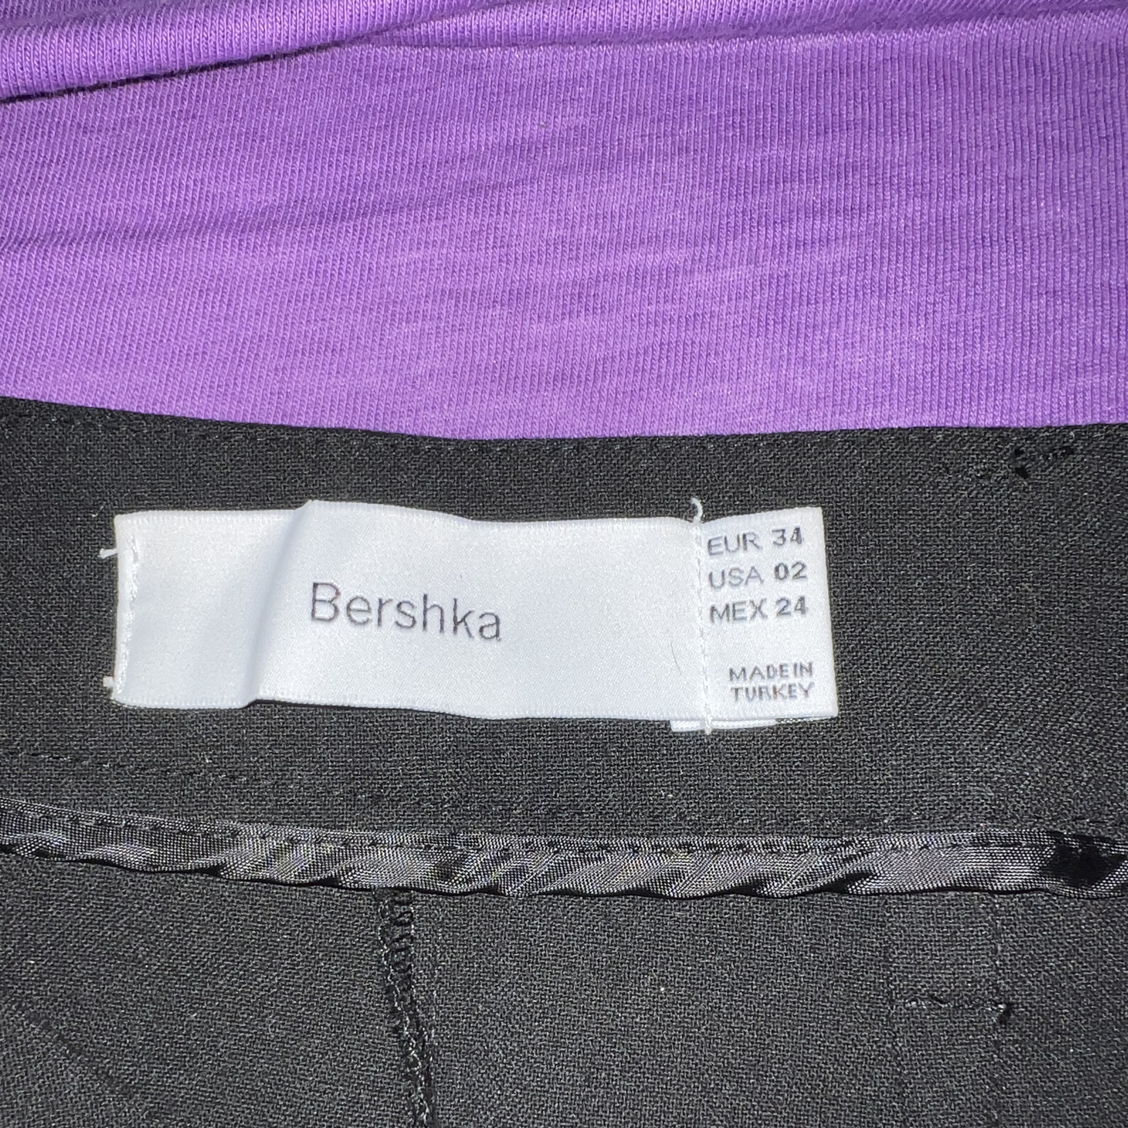 Bershka
EUR 34
USA 02
MEX 24
MADE IN
TURKEY